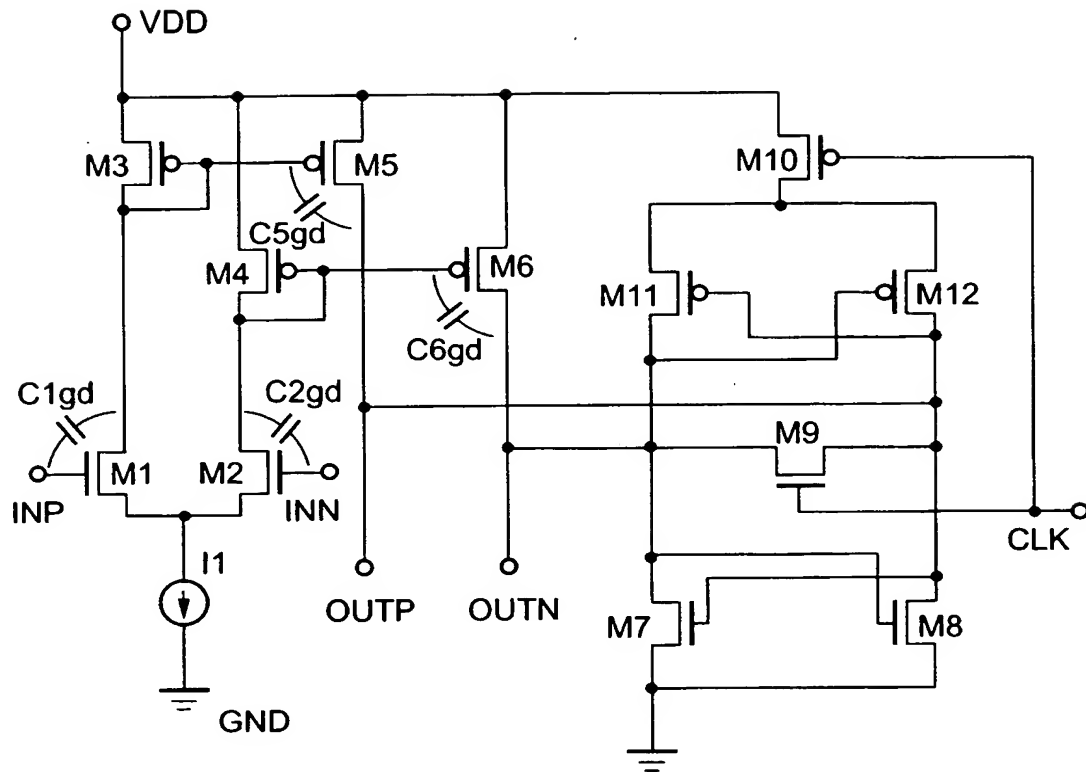 VDD
M3
M5
M10
C5gd
M4
M6
M11
M12
C6gd
C1gd
C2gd
M9
M1
M2
INP
INN
CLK
I1
OUTP
OUTN
M7
M8
GND